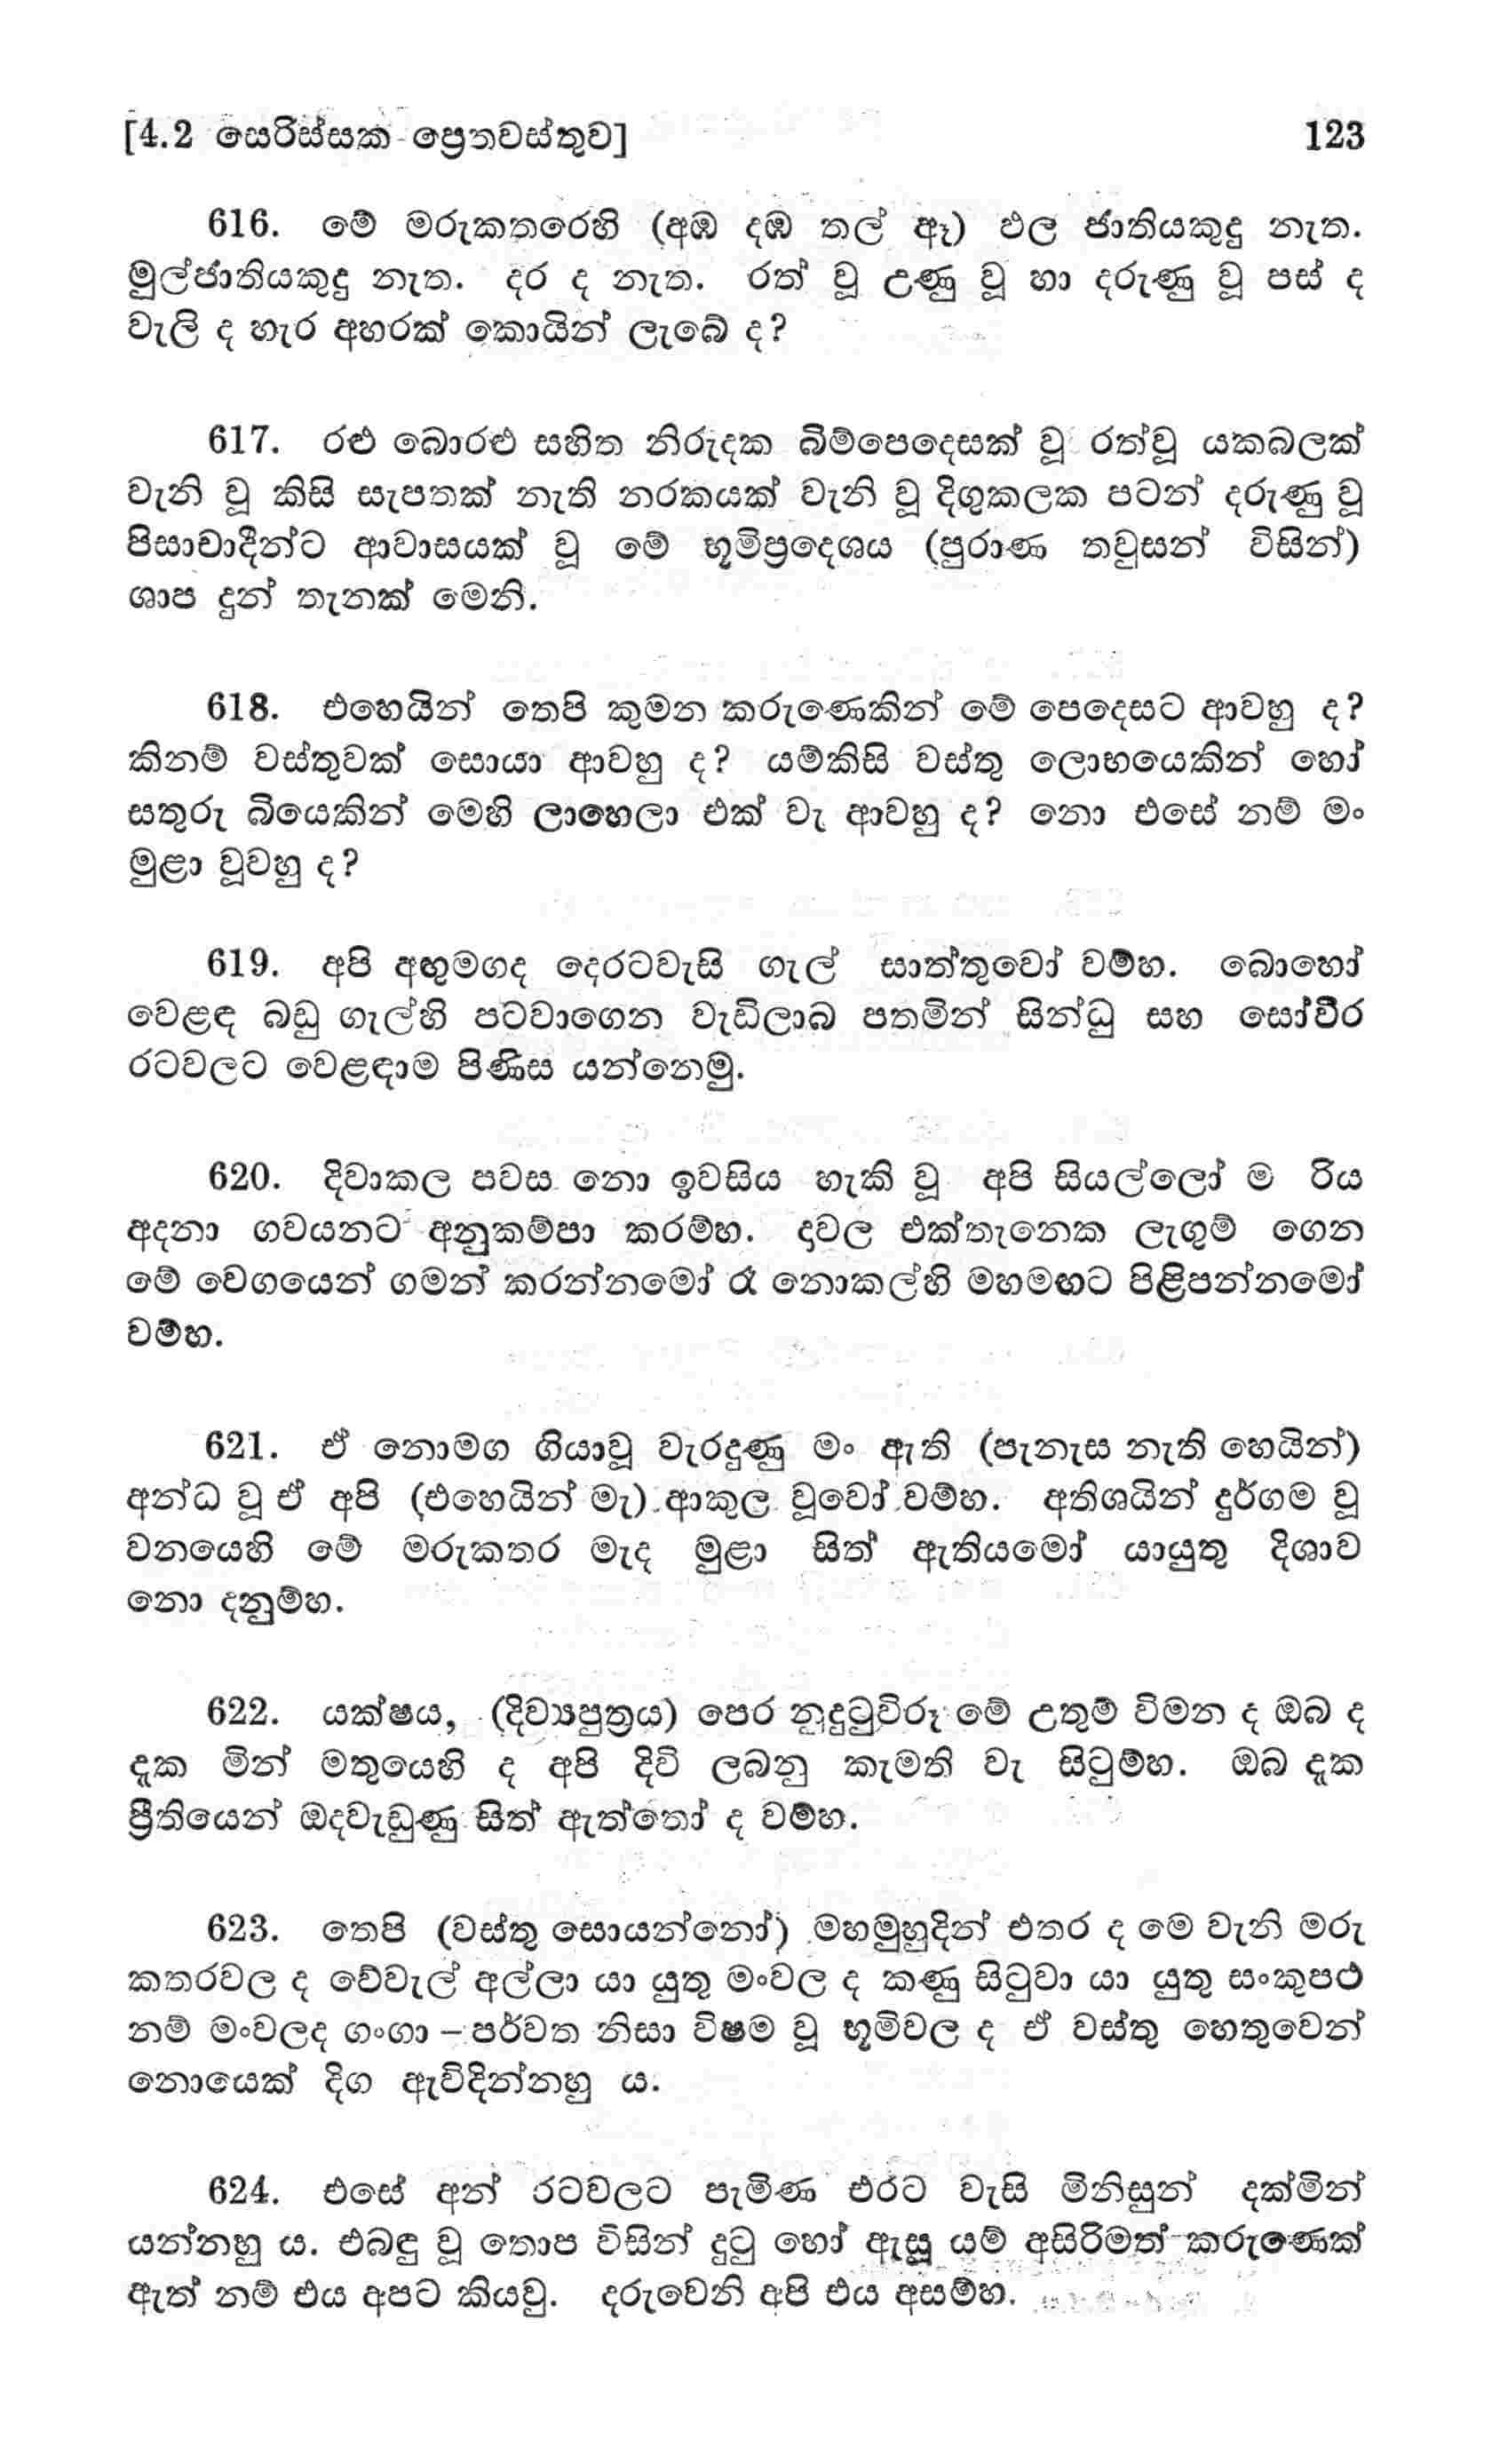 [4.2 සෙරිස්සක ප්‍රෙතවස්තුව] 123
616. මේ මරුකතරෙහි (අඹ දඹ තල් ඈ) ඵල ජාතියකුදු නැත.
මුල්ජාතියකුදු නැත. දර ද නැත. රත් වූ උණු වූ හා දරුණු වූ පස් ද
වැලි ද හැර අහරක් කොයින් ලැබේ ද?
617. රළු බොරළු සහිත නිරුදක බිම්පෙදෙසක් වූ රත්වූ යකබලක්
වැනි වූ කිසි සැපතක් නැති නරකයක් වැනි වූ දිගුකලක පටන් දරුණු වූ
පිසාචාදීන්ට ආවාසයක් වූ මේ භූමිප්‍රදෙශය (පුරාණ තවුසන් විසින්)
ශාප දුන් තැනක් මෙනි.
618. එහෙයින් තෙපි කුමන කරුණෙකින් මේ පෙදෙසට ආවහු ද?
කිනම් වස්තුවක් සොයා ආවහු ද? යම්කිසි වස්තු ලොභයෙකින් හෝ
සතුරු බියෙකින් මෙහි ලාහෙලා එක් වැ ආවහු ද? නො එසේ නම් මං
මුළා වූවහු ද?
619. අපි අඟුමගද දෙරටවැසි ගැල් සාත්තුවෝ වම්හ. බොහෝ
වෙළඳ බඩු ගැල්හි පටවාගෙන වැඩිලාබ පතමින් සින්ධු සහ සෝවීර
රටවලට වෙළඳාම පිණිස යන්නෙමු.
620. දිවාකල පවස නො ඉවසිය හැකි වූ අපි සියල්ලෝ ම රිය
අදනා ගවයනට අනුකම්පා කරම්හ. දවල එක්තැනෙක ලැගුම් ගෙන
මේ වෙගයෙන් ගමන් කරන්නමෝ රෑ නොකල්හි මහමඟට පිළිපන්නමෝ
වම්හ.
621. ඒ නොමග ගියාවූ වැරදුණු මං ඇති (පැනැස නැති හෙයින්)
අන්ධ වූ ඒ අපි (එහෙයින් මැ) ආකුල වූවෝ වම්හ. අතිශයින් දුර්ගම වූ
වනයෙහි මේ මරුකතර මැද මුළා සිත් ඇතියමෝ යායුතු දිශාව
නො දනුම්හ.
622. යක්ෂය, (දිව්‍යපුත්‍රය) පෙර නුදුටුවිරූ මේ උතුම් විමන ද ඔබ ද
දැක මින් මතුයෙහි ද අපි දිවි ලබනු කැමති වැ සිටුම්හ. ඔබ දැක
ප්‍රීතියෙන් ඔදවැඩුණු සිත් ඇත්තෝ ද වම්හ.
623. තෙපි (වස්තු සොයන්නෝ) මහමුහුදින් එතර ද මෙ වැනි මරු
කතරවල ද වේවැල් අල්ලා යා යුතු මංවල ද කණු සිටුවා යා යුතු සංකුපථ
නම් මංවලද ගංගා – පර්වත නිසා විෂම වූ භූමිවල ද ඒ වස්තු හෙතුවෙන්
නොයෙක් දිග ඇවිදින්නහු ය.
624. එසේ අන් රටවලට පැමිණ එරට වැසි මිනිසුන් දක්මින්
යන්නහු ය. එබඳු වූ තොප විසින් දුටු හෝ ඇසූ යම් අසිරිමත් කරුණෙක්
ඇත් නම් එය අපට කියවු. දරුවෙනි අපි එය අසම්හ.